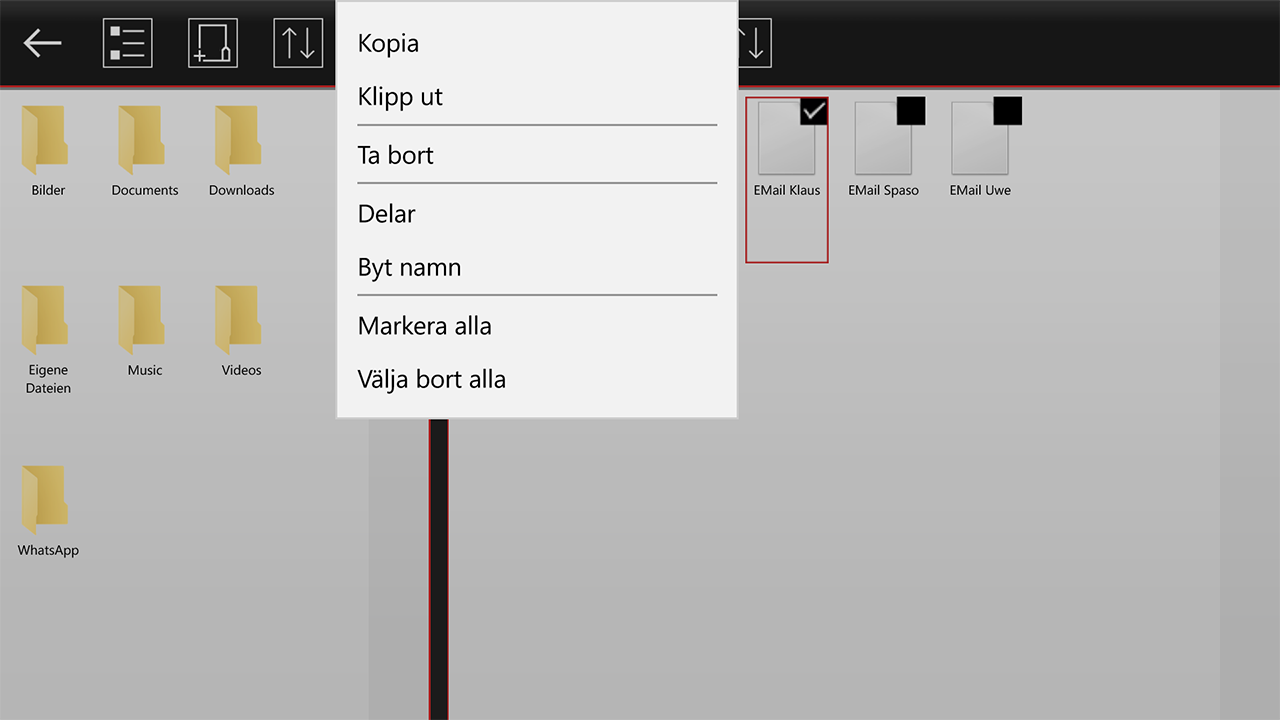 Kopia
Klipp ut
Ta bort
Delar
Byt namn
Markera alla
Välja bort alla
Bilder
Documents
Downloads
Eigene
Dateien
Music
Videos
WhatsApp
EMail Klaus
EMail Spaso
EMail Uwe